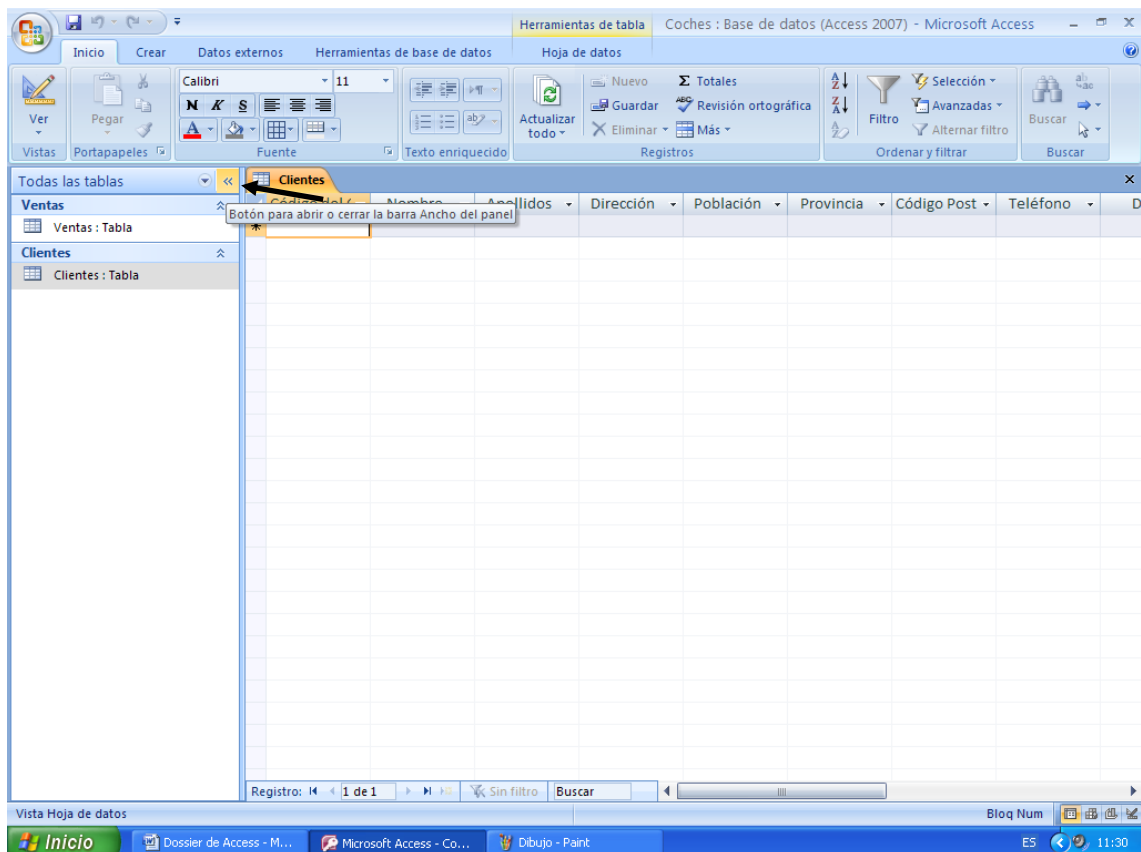 Herramientas de tabla Coches : Base de datos (Access 2007) - Microsoft Access
Inicio Crear Datos externos Herramientas de base de datos Hoja de datos
Ver
Vistas
Pegar
Portapapeles
Calibri 11
N K S
A
Fuente
Texto enriquecido
Actualizar todo
Nuevo
Guardar
Eliminar
Σ Totales
Revisión ortográfica
Más
Registros
Filtro
Selección
Avanzadas
Alternar filtro
Ordenar y filtrar
Buscar
Buscar
Todas las tablas «
Ventas
Ventas : Tabla
Clientes
Clientes : Tabla
Clientes
Apellidos Dirección Población Provincia Código Post Teléfono D
Botón para abrir o cerrar la barra Ancho del panel
Registro: 1 de 1 Sin filtro Buscar
Vista Hoja de datos Bloq Num
Inicio Dossier de Access - M... Microsoft Access - Co... Dibujo - Paint ES 11:30